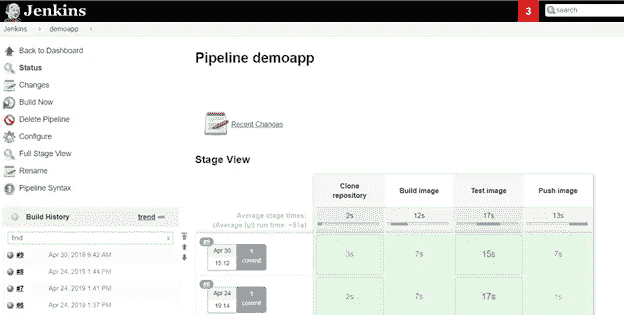 Jenkins
3
search
Jenkins
demoapp
Back to Dashboard
Status
Changes
Build Now
Delete Pipeline
Configure
Full Stage View
Rename
Pipeline Syntax
Build History
trend
find
x
#9 Apr 30, 2019 9:42 AM
#8 Apr 24, 2019 1:44 PM
#7 Apr 24, 2019 1:41 PM
#6 Apr 24, 2019 1:37 PM
Pipeline demoapp
Recent Changes
Stage View
Clone repository
Build image
Test image
Push image
Average stage times:
2s
12s
17s
13s
(Average full run time: ~51s)
#9
Apr 30
15:12
1
commit
3s
7s
15s
7s
#8
Apr 24
19:14
1
commit
2s
7s
17s
1s